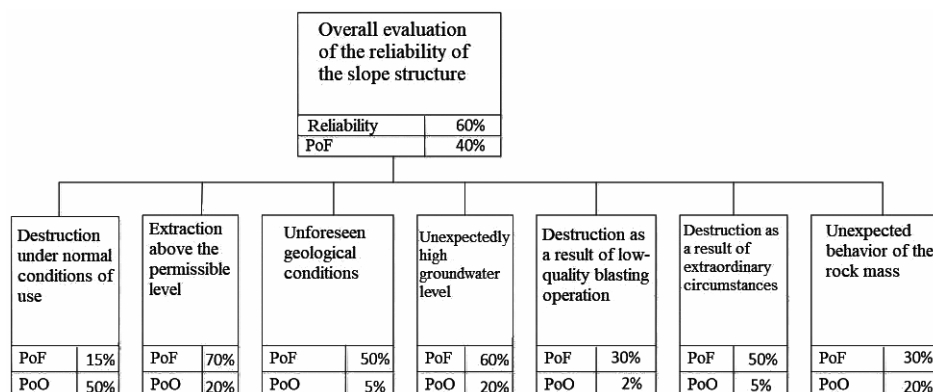 Overall evaluation
of the reliability of
the slope structure
Reliability 60%
PoF 40%
Destruction
under normal
conditions of
use
PoF 15%
PoO 50%
Extraction
above the
permissible
level
PoF 70%
PoO 20%
Unforeseen
geological
conditions
PoF 50%
PoO 5%
Unexpectedly
high
groundwater
level
PoF 60%
PoO 20%
Destruction as
a result of low-
quality blasting
operation
PoF 30%
PoO 2%
Destruction as
a result of
extraordinary
circumstances
PoF 50%
PoO 5%
Unexpected
behavior of the
rock mass
PoF 30%
PoO 20%